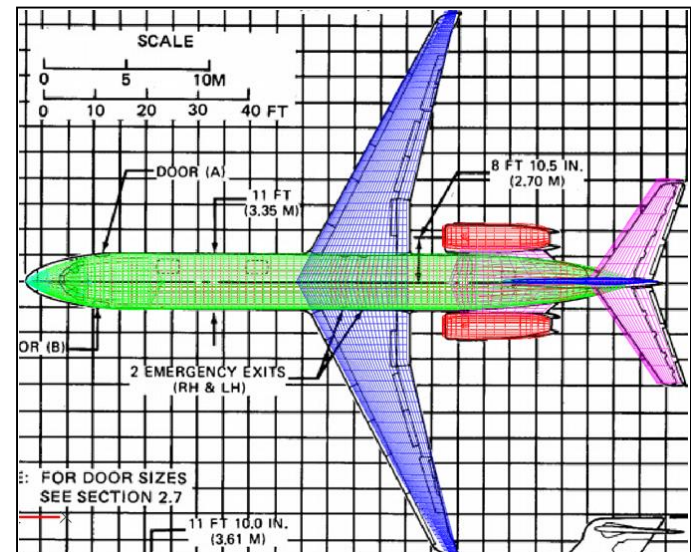 SCALE
0 5 10M
0 10 20 30 40 FT
DOOR (A)
11 FT
(3.35 M)
8 FT 10.5 IN.
(2.70 M)
OR (B)
2 EMERGENCY EXITS
(RH & LH)
: FOR DOOR SIZES
SEE SECTION 2.7
11 FT 10.0 IN.
(3.61 M)